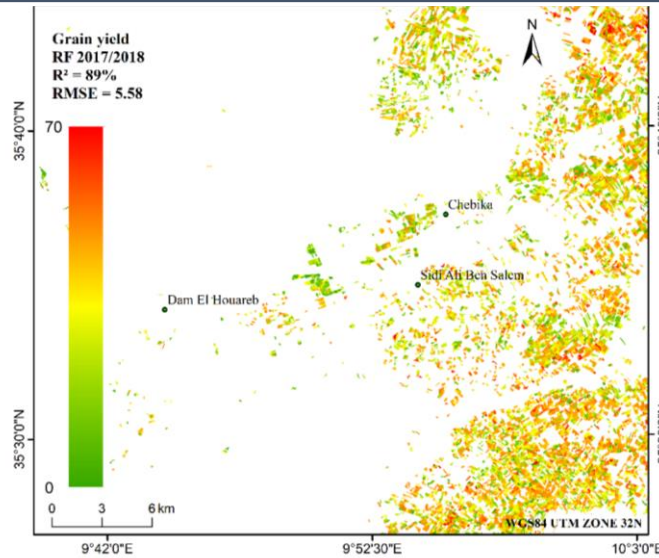 Grain yield
RF 2017/2018
R² = 89%
RMSE = 5.58
N
70
0
0 3 6 km
35°40'0"N
35°30'0"N
Chebika
Sidi Ali Ben Salem
Dam El Houareb
WGS84 UTM ZONE 32N
9°42'0"E
9°52'30"E
10°3'0"E